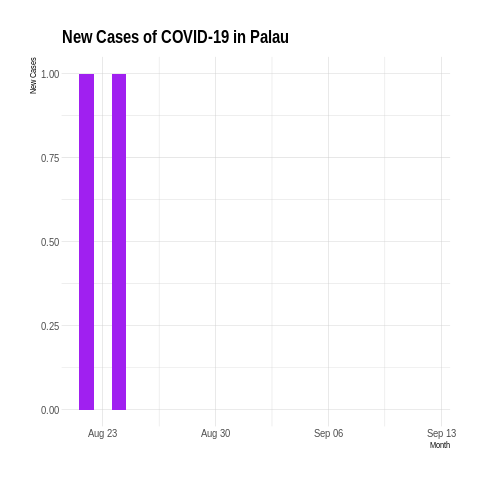 New Cases of COVID-19 in Palau
New Cases
1.00
0.75
0.50
0.25
0.00
Aug 23 Aug 30 Sep 06 Sep 13
Month